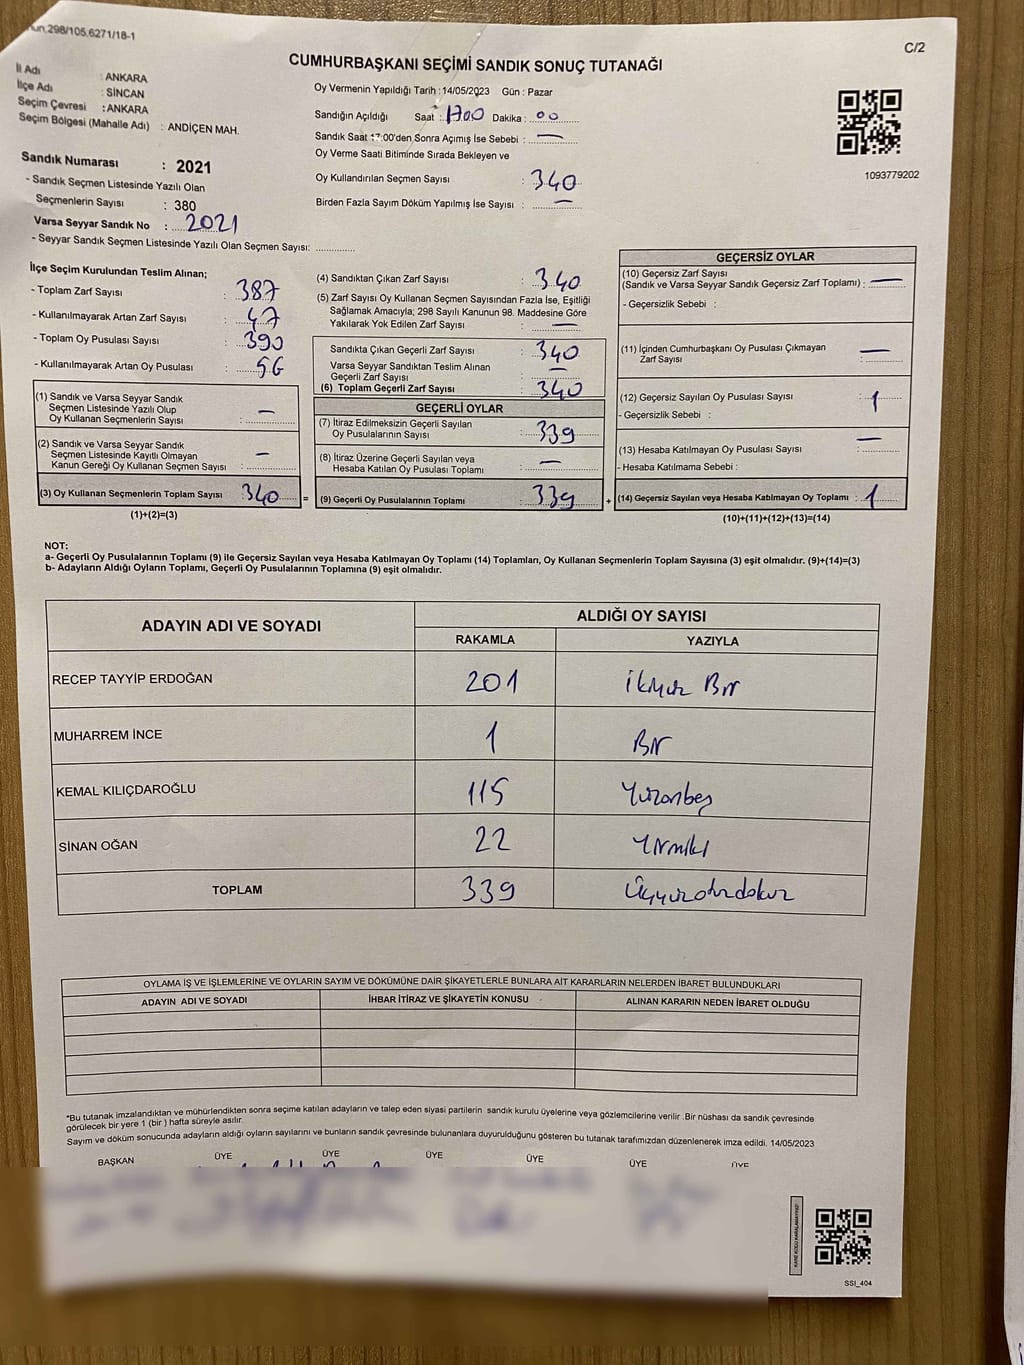 298/105.6271/18-1
C/2
CUMHURBAŞKANI SEÇİMİ SANDIK SONUÇ TUTANAĞI
İl Adı : ANKARA
İlçe Adı : SİNCAN
Seçim Çevresi : ANKARA
Seçim Bölgesi (Mahalle Adı) : ANDİÇEN MAH.
Sandık Numarası : 2021
- Sandık Seçmen Listesinde Yazılı Olan
Seçmenlerin Sayısı : 380
Varsa Seyyar Sandık No : 2021
- Seyyar Sandık Seçmen Listesinde Yazılı Olan Seçmen Sayısı: ............
Oy Vermenin Yapıldığı Tarih : 14/05/2023 Gün : Pazar
Sandığın Açıldığı Saat : 1700 Dakika : 00
Sandık Saat 17:00'den Sonra Açımış İse Sebebi : —
Oy Verme Saati Bitiminde Sırada Bekleyen ve
Oy Kullandırılan Seçmen Sayısı : 340
Birden Fazla Sayım Döküm Yapılmış İse Sayısı : —
1093779202
İlçe Seçim Kurulundan Teslim Alınan;
- Toplam Zarf Sayısı : 387
- Kullanılmayarak Artan Zarf Sayısı : 47
- Toplam Oy Pusulası Sayısı : 390
- Kullanılmayarak Artan Oy Pusulası : 56
(1) Sandık ve Varsa Seyyar Sandık
Seçmen Listesinde Yazılı Olup
Oy Kullanan Seçmenlerin Sayısı : —
(2) Sandık ve Varsa Seyyar Sandık
Seçmen Listesinde Kayıtlı Olmayan
Kanun Gereği Oy Kullanan Seçmen Sayısı : —
(3) Oy Kullanan Seçmenlerin Toplam Sayısı 340
(1)+(2)=(3)
=
(4) Sandıktan Çıkan Zarf Sayısı : 340
(5) Zarf Sayısı Oy Kullanan Seçmen Sayısından Fazla İse, Eşitliği
Sağlamak Amacıyla; 298 Sayılı Kanunun 98. Maddesine Göre
Yakılarak Yok Edilen Zarf Sayısı : —
Sandıkta Çıkan Geçerli Zarf Sayısı : 340
Varsa Seyyar Sandıktan Teslim Alınan
Geçerli Zarf Sayısı : —
(6) Toplam Geçerli Zarf Sayısı : 340
GEÇERLİ OYLAR
(7) İtiraz Edilmeksizin Geçerli Sayılan
Oy Pusulalarının Sayısı : 339
(8) İtiraz Üzerine Geçerli Sayılan veya
Hesaba Katılan Oy Pusulası Toplamı : —
(9) Geçerli Oy Pusulalarının Toplamı : 339
+
GEÇERSİZ OYLAR
(10) Geçersiz Zarf Sayısı
(Sandık ve Varsa Seyyar Sandık Geçersiz Zarf Toplamı) : —
- Geçersizlik Sebebi :
(11) İçinden Cumhurbaşkanı Oy Pusulası Çıkmayan
Zarf Sayısı : —
(12) Geçersiz Sayılan Oy Pusulası Sayısı : 1
- Geçersizlik Sebebi :
(13) Hesaba Katılmayan Oy Pusulası Sayısı : —
- Hesaba Katılmama Sebebi :
(14) Geçersiz Sayılan veya Hesaba Katılmayan Oy Toplamı : 1
(10)+(11)+(12)+(13)=(14)
NOT:
a- Geçerli Oy Pusulalarının Toplamı (9) ile Geçersiz Sayılan veya Hesaba Katılmayan Oy Toplamı (14) Toplamları, Oy Kullanan Seçmenlerin Toplam Sayısına (3) eşit olmalıdır. (9)+(14)=(3)
b- Adayların Aldığı Oyların Toplamı, Geçerli Oy Pusulalarının Toplamına (9) eşit olmalıdır.
ADAYIN ADI VE SOYADI
ALDIĞI OY SAYISI
RAKAMLA YAZIYLA
RECEP TAYYİP ERDOĞAN 201 İkiyüz Bir
MUHARREM İNCE 1 Bir
KEMAL KILIÇDAROĞLU 115 Yüzonbeş
SİNAN OĞAN 22 Yirmiki
TOPLAM 339 Üçyüzotuzdokuz
OYLAMA İŞ VE İŞLEMLERİNE VE OYLARIN SAYIM VE DÖKÜMÜNE DAİR ŞİKAYETLERLE BUNLARA AİT KARARLARIN NELERDEN İBARET BULUNDUKLARI
ADAYIN ADI VE SOYADI İHBAR İTİRAZ VE ŞİKAYETİN KONUSU ALINAN KARARIN NEDEN İBARET OLDUĞU
*Bu tutanak imzalandıktan ve mühürlendikten sonra seçime katılan adayların ve talep eden siyasi partilerin sandık kurulu üyelerine veya gözlemcilerine verilir .Bir nüshası da sandık çevresinde
görülecek bir yere 1 (bir ) hafta süreyle asılır.
Sayım ve döküm sonucunda adayların aldığı oyların sayılarını ve bunların sandık çevresinde bulunanlara duyurulduğunu gösteren bu tutanak tarafımızdan düzenlenerek imza edildi. 14/05/2023
BAŞKAN ÜYE ÜYE ÜYE ÜYE ÜYE ÜYE
KARE KODU KARALAMAYINIZ!
SSI_404